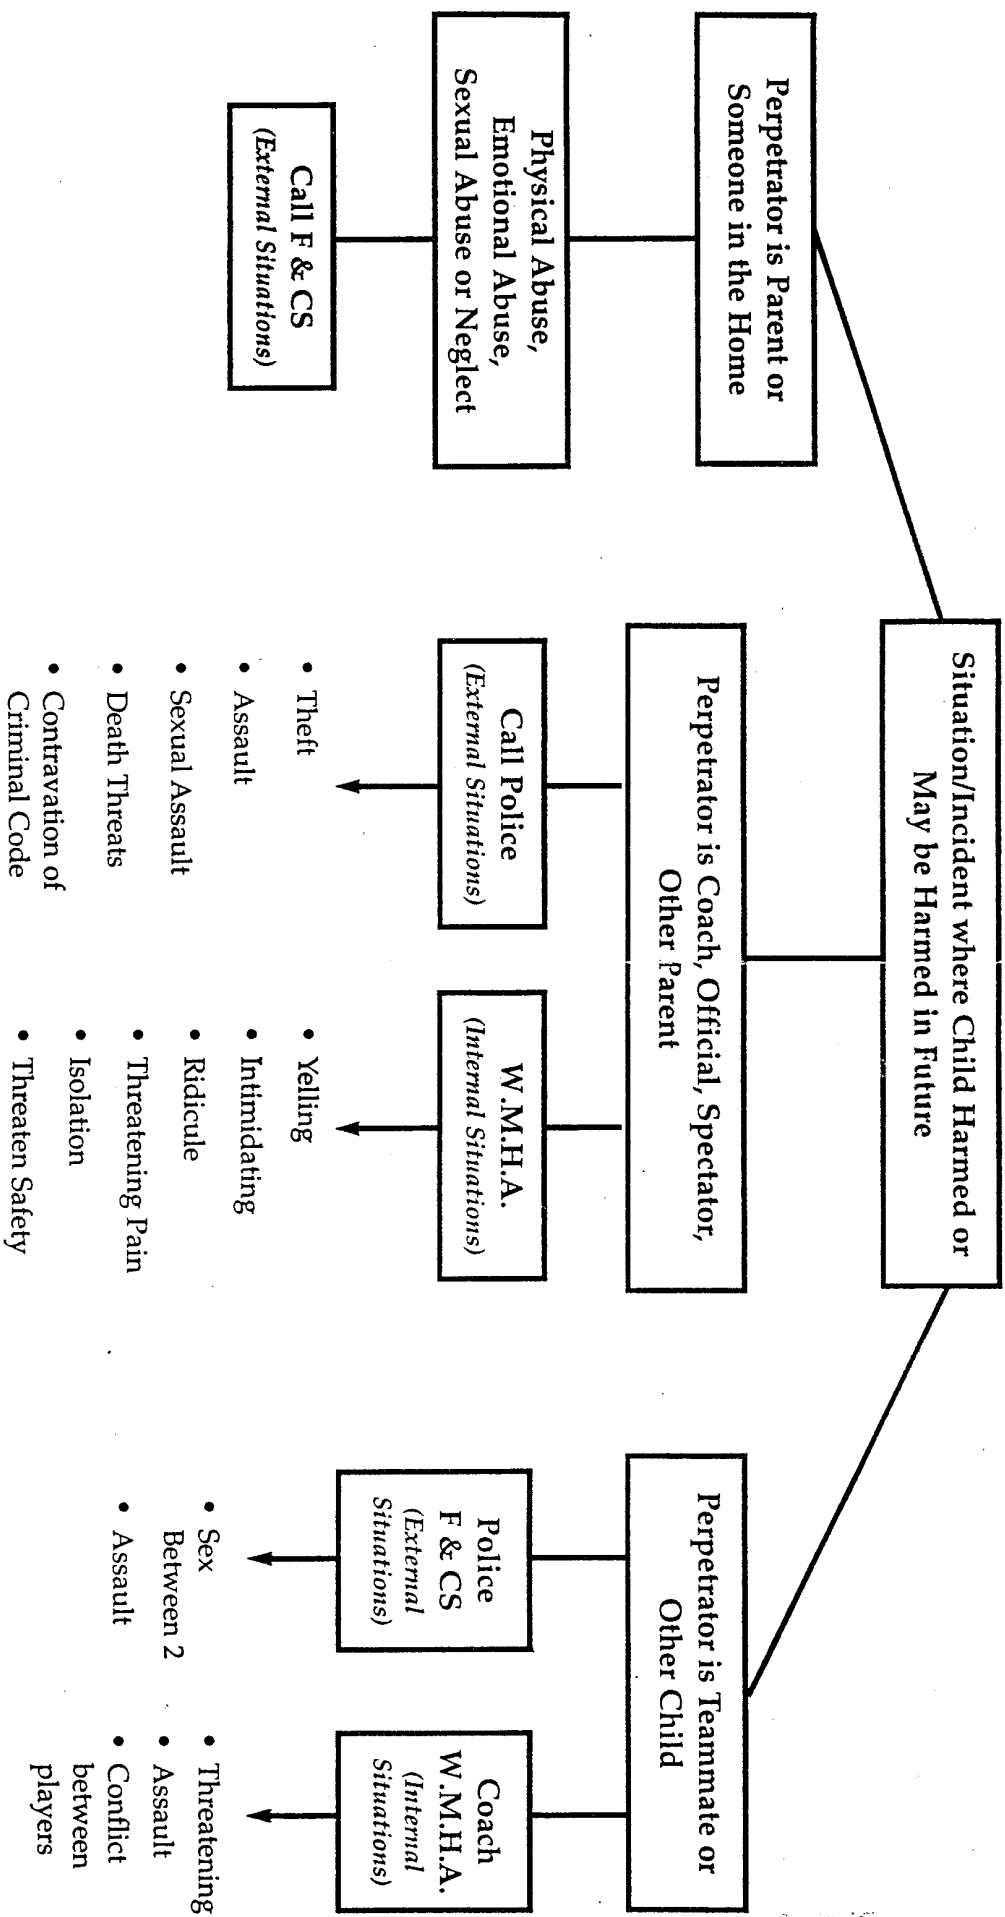 Situation/Incident where Child Harmed or
May be Harmed in Future
Perpetrator is Parent or
Someone in the Home
Physical Abuse,
Emotional Abuse,
Sexual Abuse or Neglect
Call F & CS
(External Situations)
Perpetrator is Coach, Official, Spectator,
Other Parent
Call Police
(External Situations)
• Theft
• Assault
• Sexual Assault
• Death Threats
• Contravation of
Criminal Code
W.M.H.A.
(Internal Situations)
• Yelling
• Intimidating
• Ridicule
• Threatening Pain
• Isolation
• Threaten Safety
Perpetrator is Teammate or
Other Child
Police
F & CS
(External
Situations)
• Sex
Between 2
• Assault
Coach
W.M.H.A.
(Internal
Situations)
• Threatening
• Assault
• Conflict
between
players